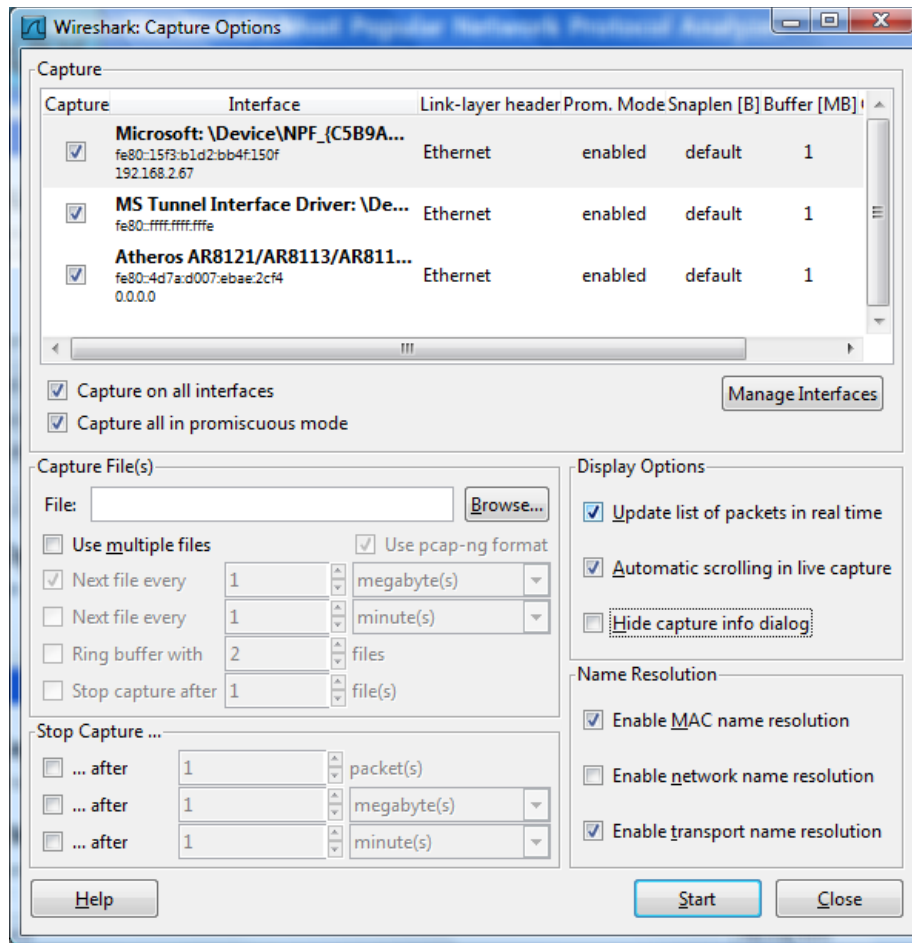 Wireshark: Capture Options
Capture
Capture Interface Link-layer header Prom. Mode Snaplen [B] Buffer [MB]
Microsoft: \Device\NPF_{C5B9A...
fe80::15f3:b1d2:bb4f:150f
192.168.2.67
Ethernet enabled default 1
MS Tunnel Interface Driver: \De...
fe80::ffff:ffff:fffe
Ethernet enabled default 1
Atheros AR8121/AR8113/AR811...
fe80::4d7a:d007:ebae:2cf4
0.0.0.0
Ethernet enabled default 1
Capture on all interfaces
Manage Interfaces
Capture all in promiscuous mode
Capture File(s)
File: Browse...
Use multiple files Use pcap-ng format
Next file every 1 megabyte(s)
Next file every 1 minute(s)
Ring buffer with 2 files
Stop capture after 1 file(s)
Stop Capture ...
... after 1 packet(s)
... after 1 megabyte(s)
... after 1 minute(s)
Display Options
Update list of packets in real time
Automatic scrolling in live capture
Hide capture info dialog
Name Resolution
Enable MAC name resolution
Enable network name resolution
Enable transport name resolution
Help Start Close